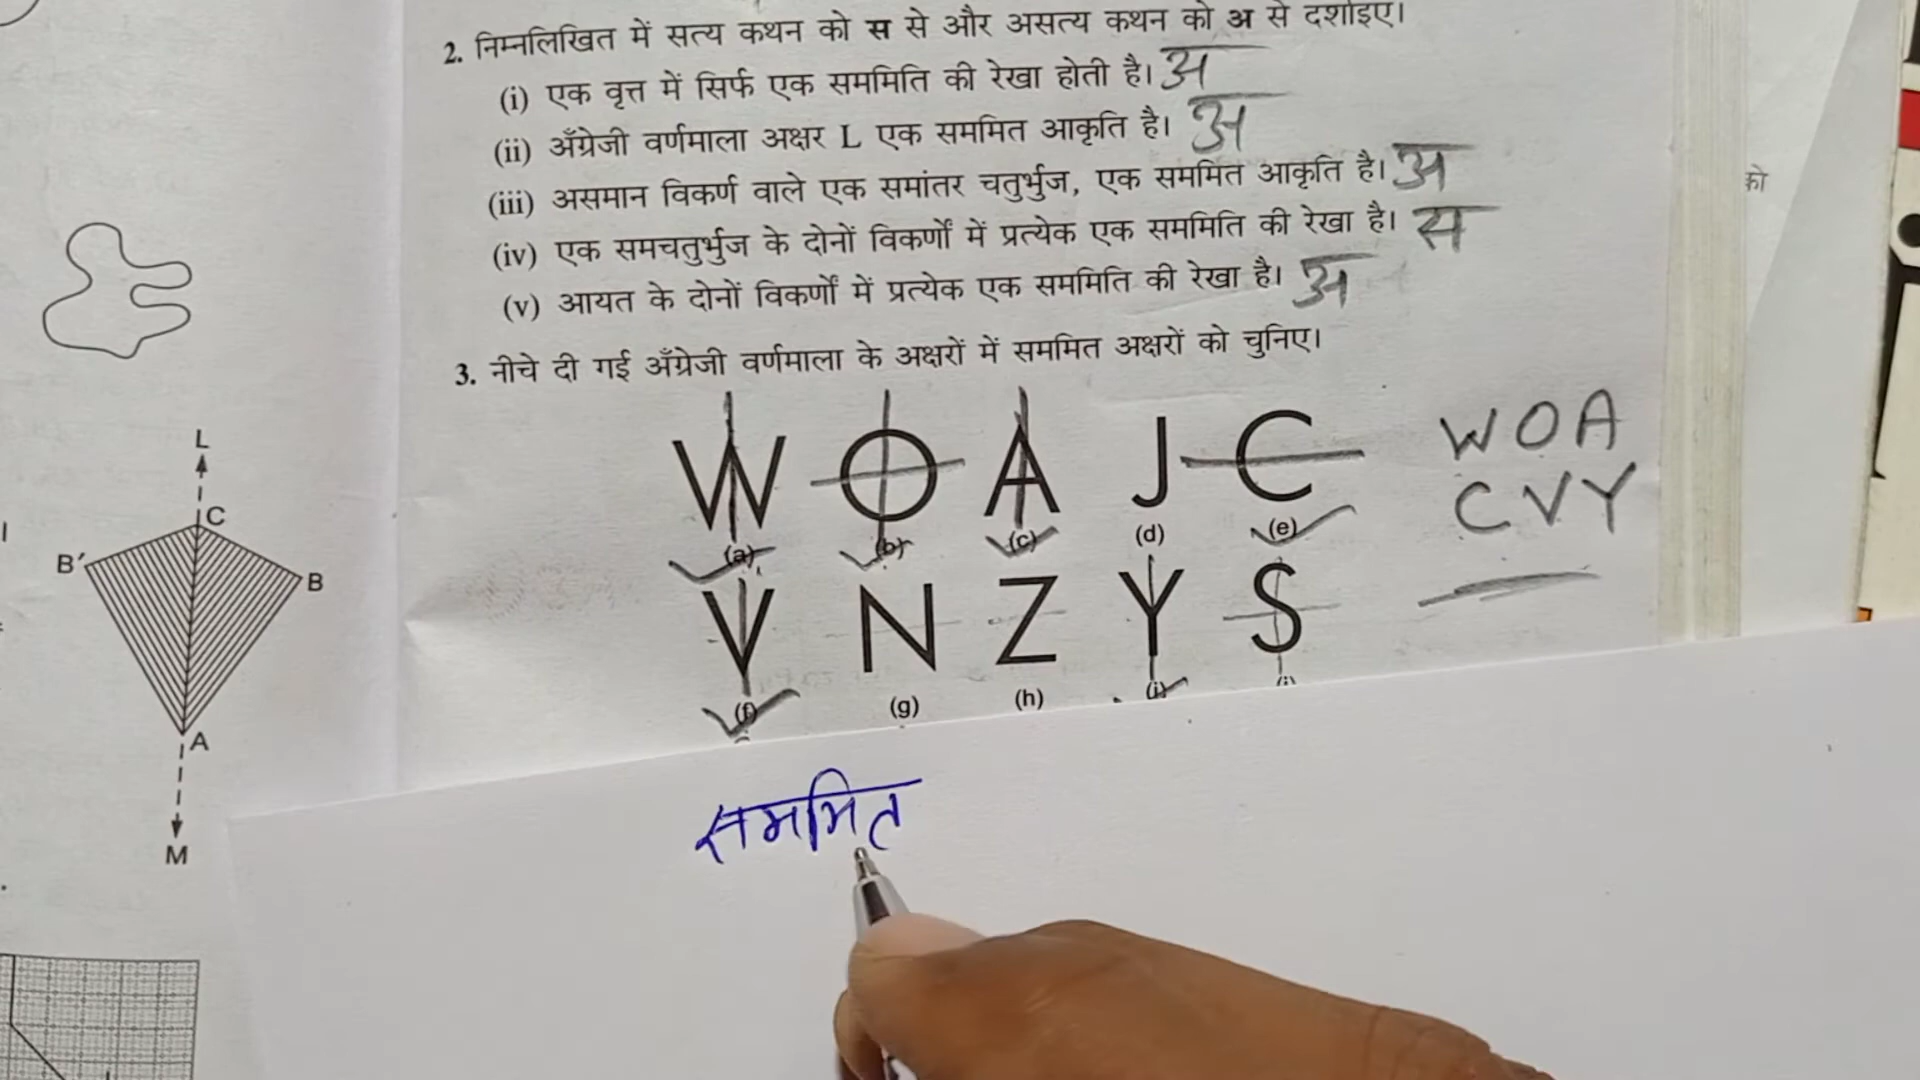 2. निम्नलिखित में सत्य कथन को स से और असत्य कथन को अ से दर्शाइए।
(i) एक वृत्त में सिर्फ एक सममिति की रेखा होती है। अ
(ii) अँग्रेजी वर्णमाला अक्षर L एक सममित आकृति है। अ
(iii) असमान विकर्ण वाले एक समांतर चतुर्भुज, एक सममित आकृति है। अ
(iv) एक समचतुर्भुज के दोनों विकर्णों में प्रत्येक एक सममिति की रेखा है। स
(v) आयत के दोनों विकर्णों में प्रत्येक एक सममिति की रेखा है। अ
3. नीचे दी गई अँग्रेजी वर्णमाला के अक्षरों में सममित अक्षरों को चुनिए।
W O A J C
(a) (b) (c) (d) (e)
V N Z Y S
(f) (g) (h) (i)
W O A
C V Y
सममित
L
C
B′
B
A
M
को